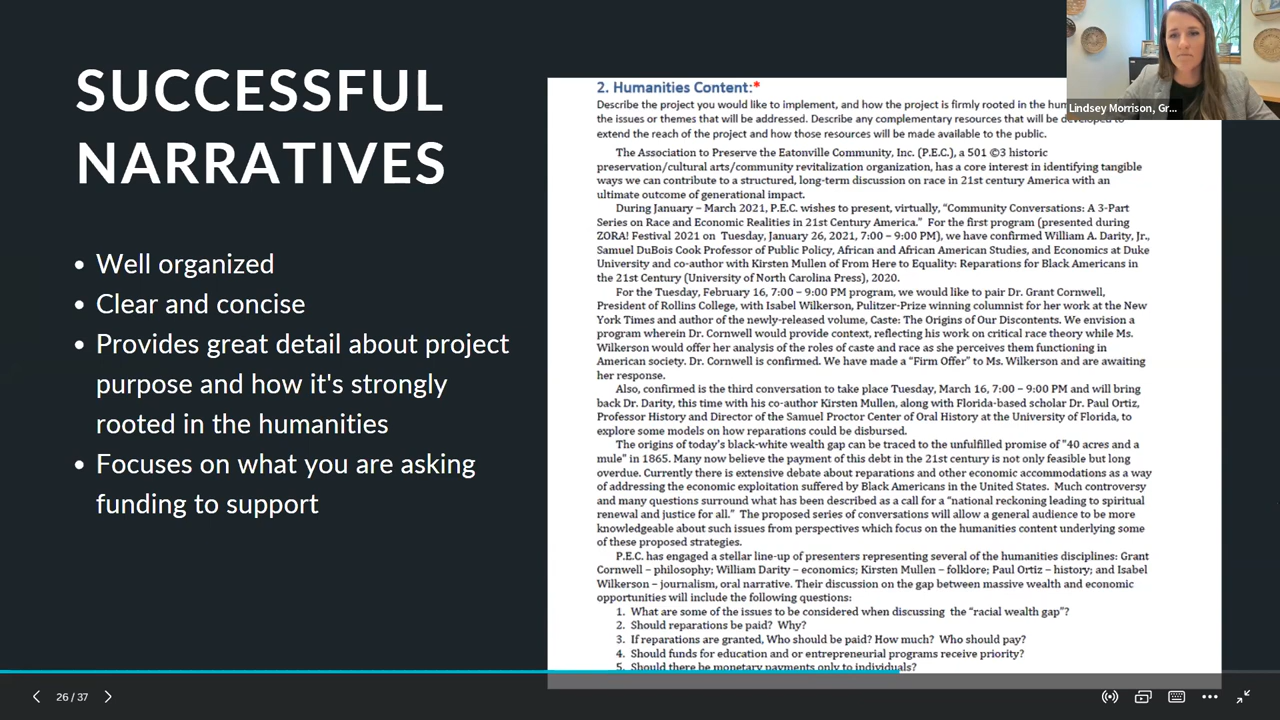 SUCCESSFUL
NARRATIVES
• Well organized
• Clear and concise
• Provides great detail about project
purpose and how it's strongly
rooted in the humanities
• Focuses on what you are asking
funding to support
2. Humanities Content:*
Describe the project you would like to implement, and how the project is firmly rooted in the hum
the issues or themes that will be addressed. Describe any complementary resources that will be developed to
extend the reach of the project and how those resources will be made available to the public.
The Association to Preserve the Eatonville Community, Inc. (P.E.C.), a 501 ©3 historic
preservation/cultural arts/community revitalization organization, has a core interest in identifying tangible
ways we can contribute to a structured, long-term discussion on race in 21st century America with an
ultimate outcome of generational impact.
During January – March 2021, P.E.C. wishes to present, virtually, “Community Conversations: A 3-Part
Series on Race and Economic Realities in 21st Century America.” For the first program (presented during
ZORA! Festival 2021 on Tuesday, January 26, 2021, 7:00 – 9:00 PM), we have confirmed William A. Darity, Jr.,
Samuel DuBois Cook Professor of Public Policy, African and African American Studies, and Economics at Duke
University and co-author with Kirsten Mullen of From Here to Equality: Reparations for Black Americans in
the 21st Century (University of North Carolina Press), 2020.
For the Tuesday, February 16, 7:00 – 9:00 PM program, we would like to pair Dr. Grant Cornwell,
President of Rollins College, with Isabel Wilkerson, Pulitzer-Prize winning columnist for her work at the New
York Times and author of the newly-released volume, Caste: The Origins of Our Discontents. We envision a
program wherein Dr. Cornwell would provide context, reflecting his work on critical race theory while Ms.
Wilkerson would offer her analysis of the roles of caste and race as she perceives them functioning in
American society. Dr. Cornwell is confirmed. We have made a “Firm Offer” to Ms. Wilkerson and are awaiting
her response.
Also, confirmed is the third conversation to take place Tuesday, March 16, 7:00 – 9:00 PM and will bring
back Dr. Darity, this time with his co-author Kirsten Mullen, along with Florida-based scholar Dr. Paul Ortiz,
Professor History and Director of the Samuel Proctor Center of Oral History at the University of Florida, to
explore some models on how reparations could be disbursed.
The origins of today's black-white wealth gap can be traced to the unfulfilled promise of "40 acres and a
mule" in 1865. Many now believe the payment of this debt in the 21st century is not only feasible but long
overdue. Currently there is extensive debate about reparations and other economic accommodations as a way
of addressing the economic exploitation suffered by Black Americans in the United States. Much controversy
and many questions surround what has been described as a call for a “national reckoning leading to spiritual
renewal and justice for all.” The proposed series of conversations will allow a general audience to be more
knowledgeable about such issues from perspectives which focus on the humanities content underlying some
of these proposed strategies.
P.E.C. has engaged a stellar line-up of presenters representing several of the humanities disciplines: Grant
Cornwell – philosophy; William Darity – economics; Kirsten Mullen – folklore; Paul Ortiz – history; and Isabel
Wilkerson – journalism, oral narrative. Their discussion on the gap between massive wealth and economic
opportunities will include the following questions:
1. What are some of the issues to be considered when discussing the “racial wealth gap”?
2. Should reparations be paid? Why?
3. If reparations are granted, Who should be paid? How much? Who should pay?
4. Should funds for education and or entrepreneurial programs receive priority?
5. Should there be monetary payments only to individuals?
Lindsey Morrison, Gr...
26 / 37